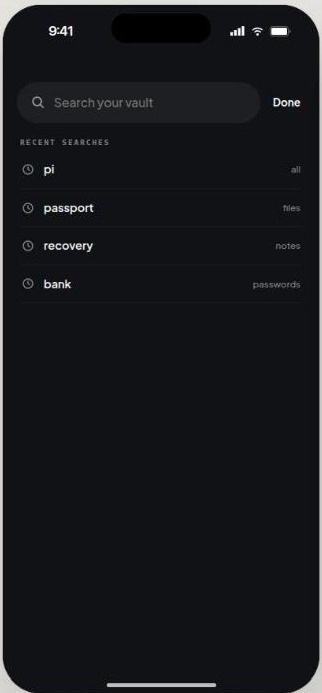 9:41
Search your vault Done
RECENT SEARCHES
pi all
passport files
recovery notes
bank passwords